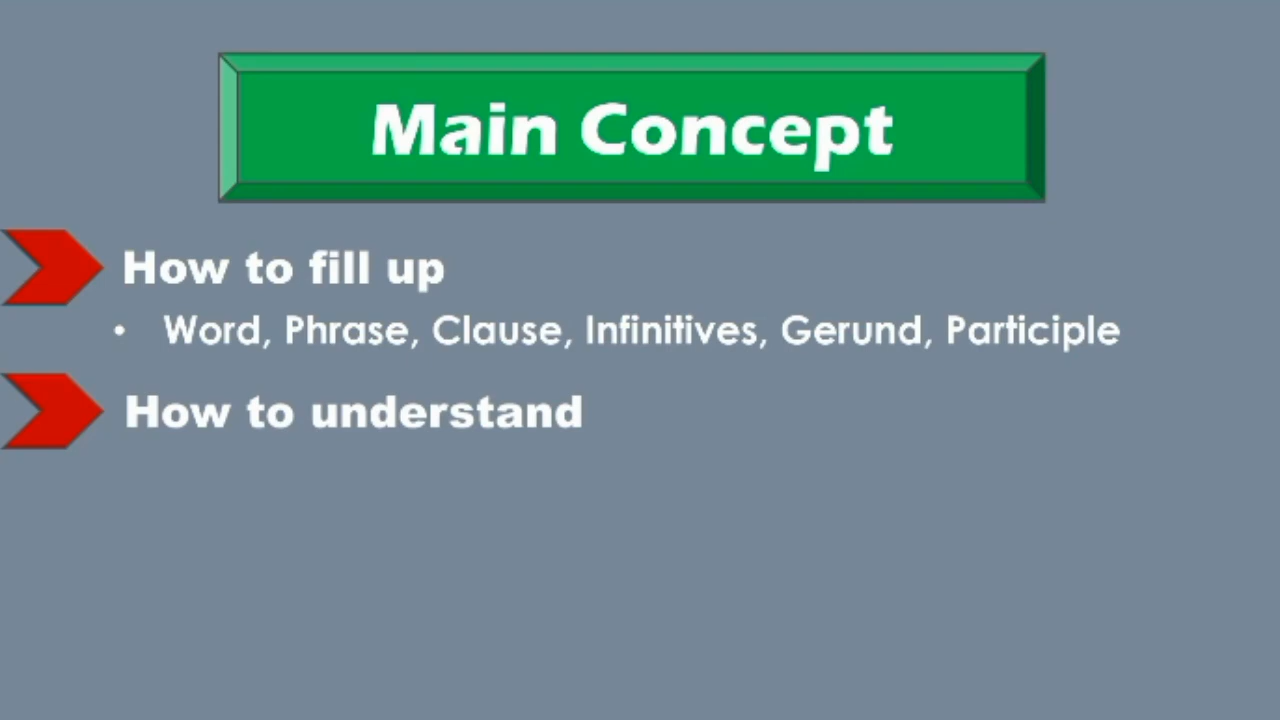 Main Concept
How to fill up
• Word, Phrase, Clause, Infinitives, Gerund, Participle
How to understand